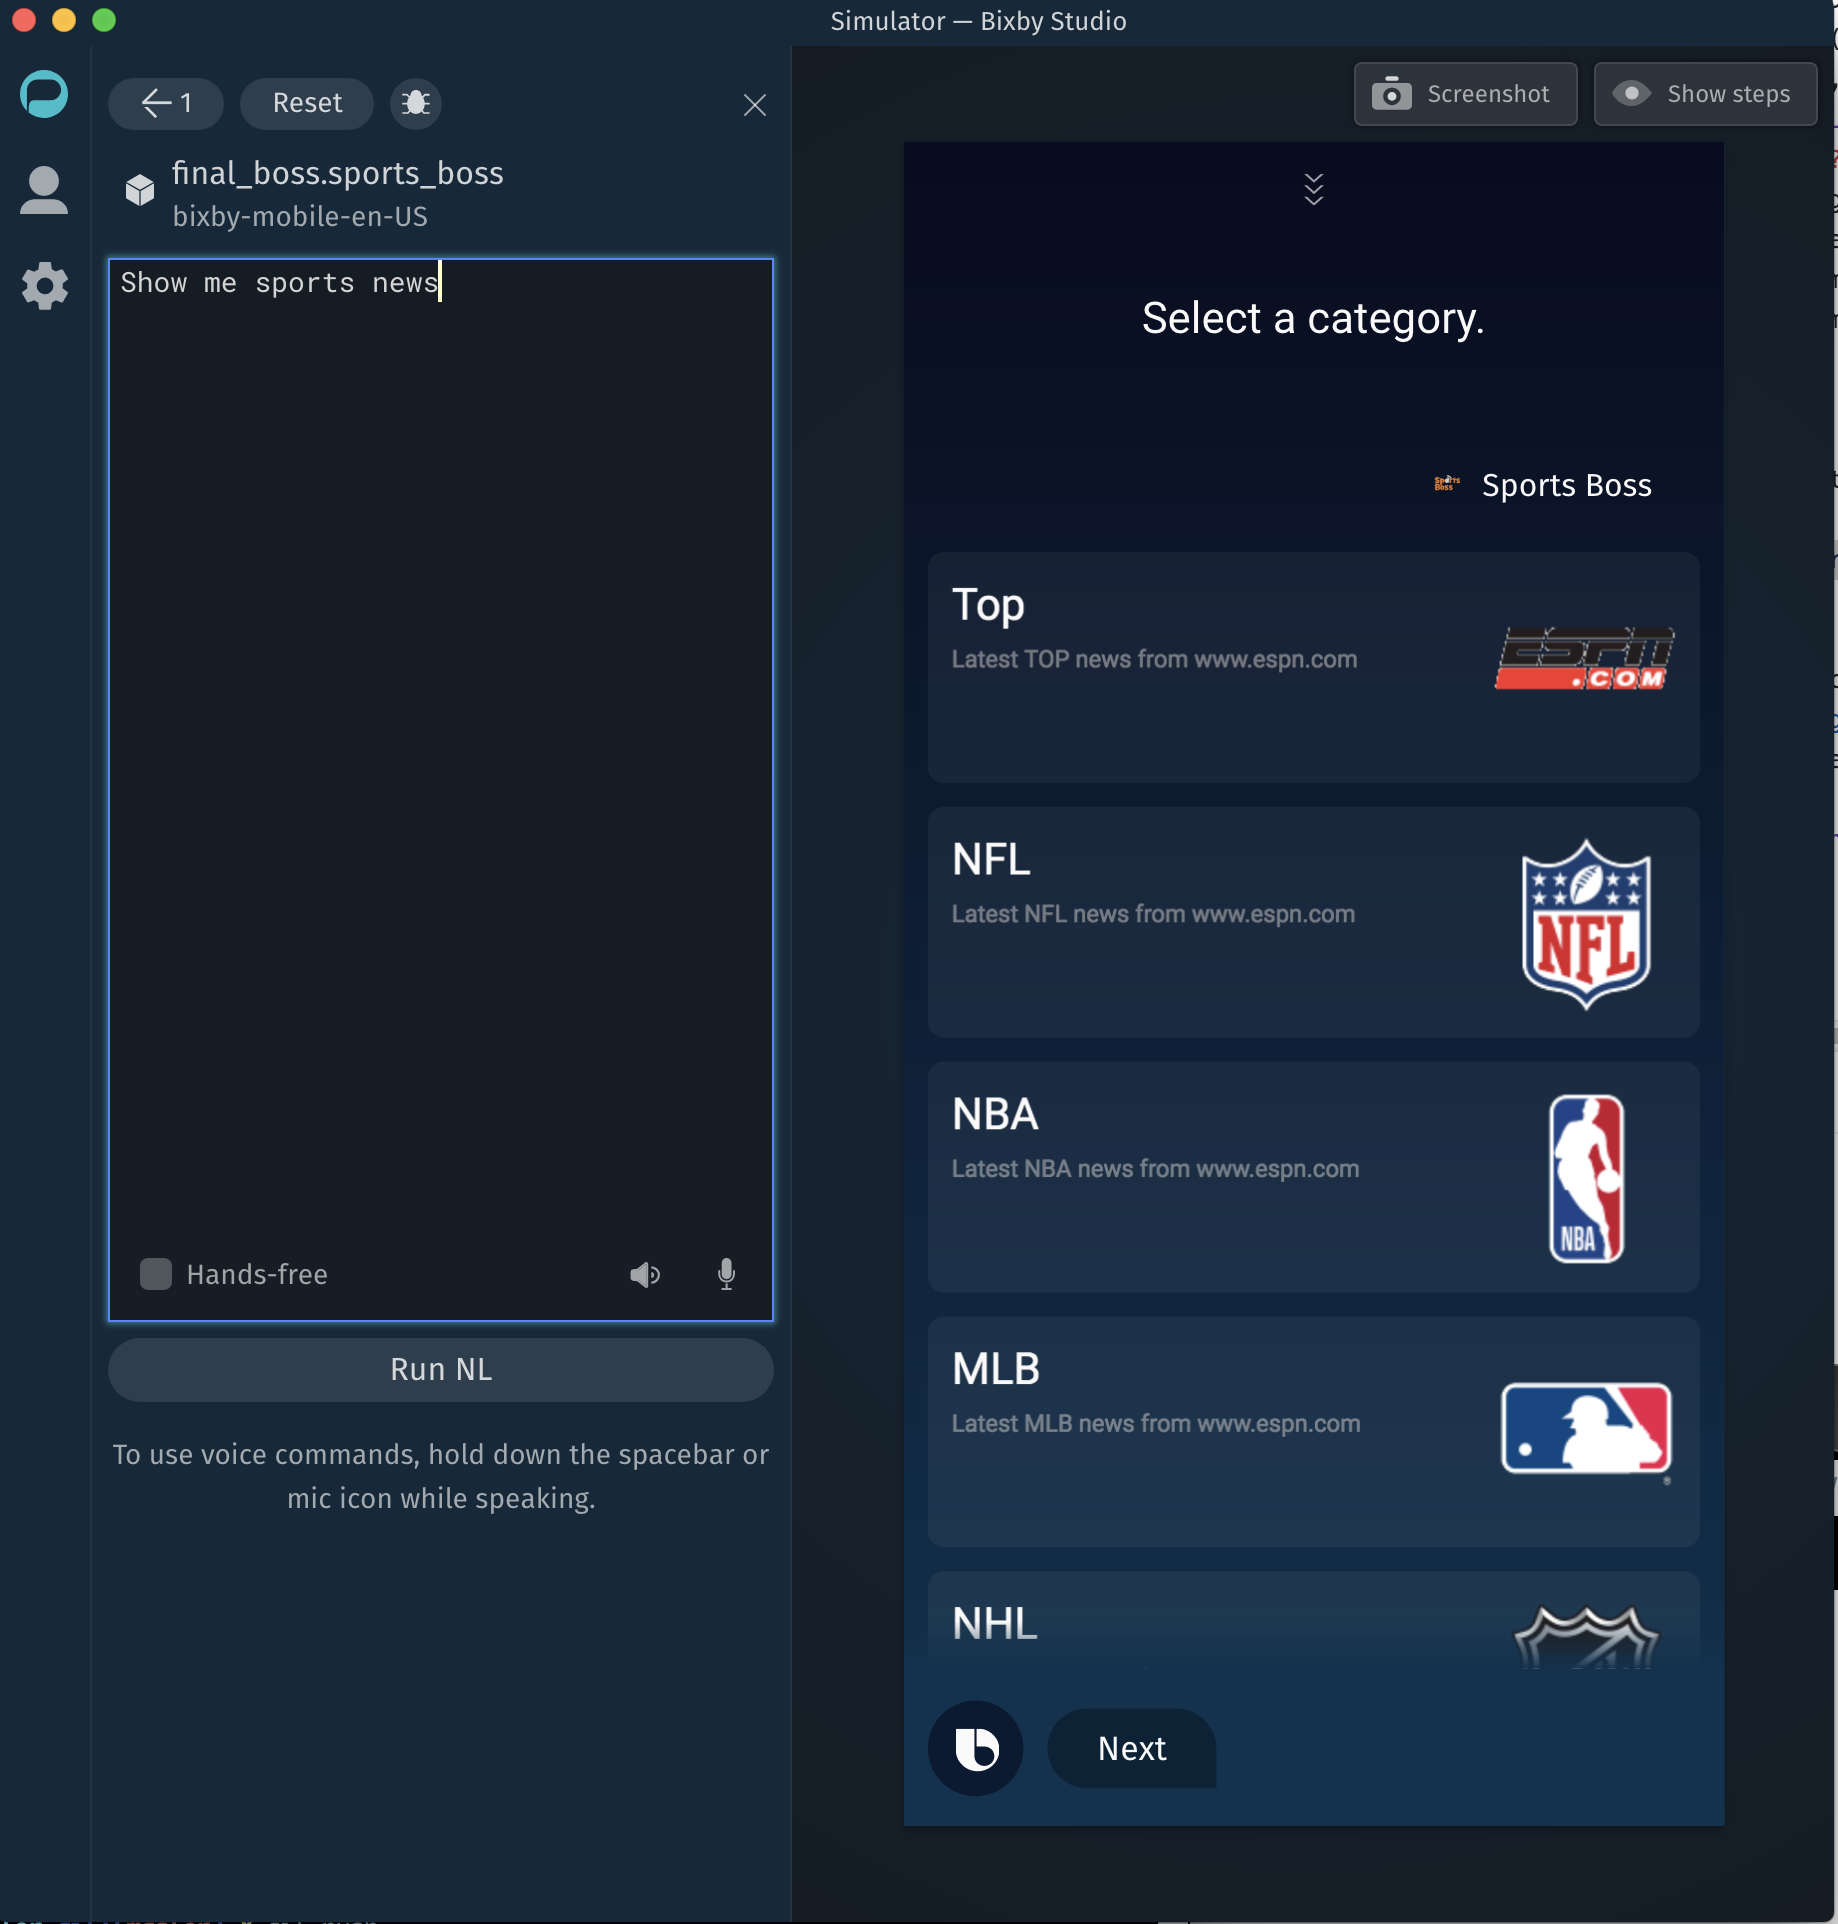 Simulator — Bixby Studio
1
Reset
Screenshot
Show steps
final_boss.sports_boss
bixby-mobile-en-US
Show me sports news
Hands-free
Run NL
To use voice commands, hold down the spacebar or
mic icon while speaking.
Select a category.
Sports Boss
Sports Boss
Top
Latest TOP news from www.espn.com
ESPN
.COM
NFL
Latest NFL news from www.espn.com
NFL
NBA
Latest NBA news from www.espn.com
NBA
MLB
Latest MLB news from www.espn.com
®
NHL
Next